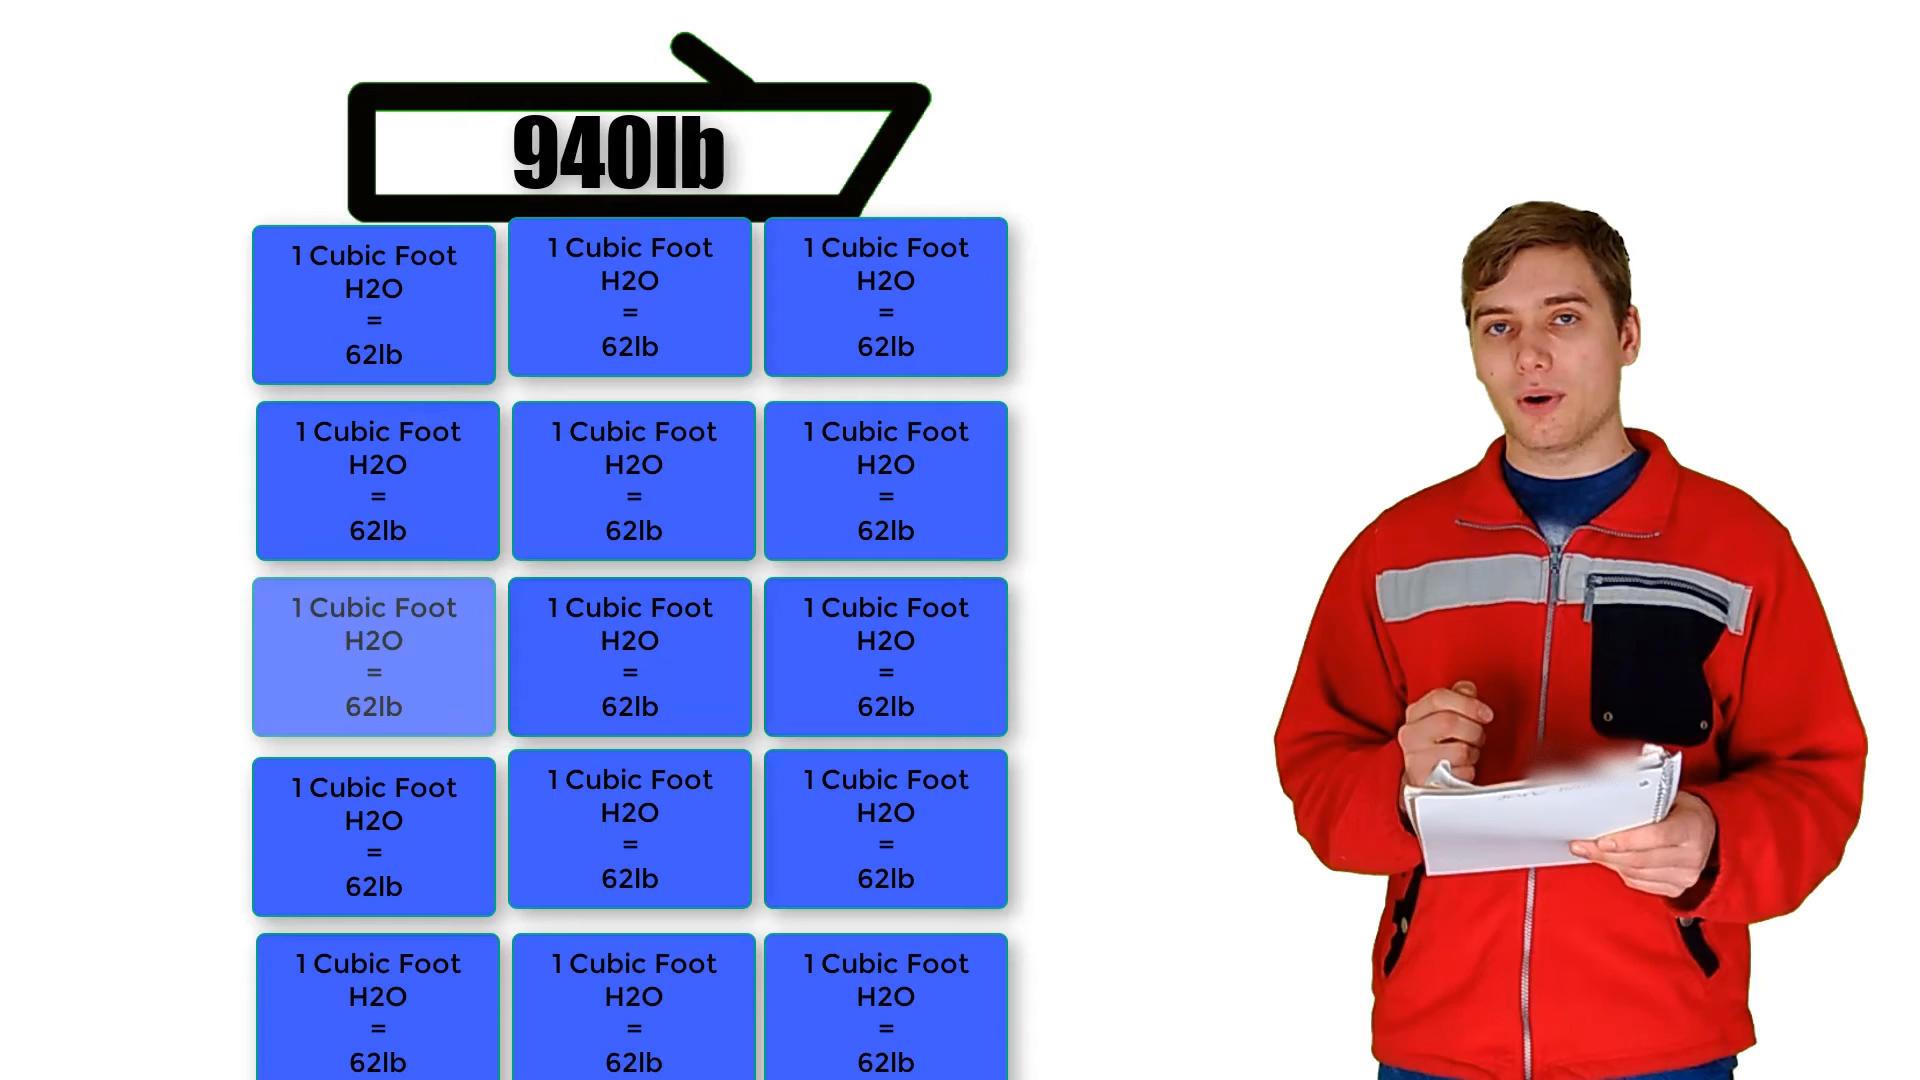 940lb
1 Cubic Foot
H2O
=
62lb
1 Cubic Foot
H2O
=
62lb
1 Cubic Foot
H2O
=
62lb
1 Cubic Foot
H2O
=
62lb
1 Cubic Foot
H2O
=
62lb
1 Cubic Foot
H2O
=
62lb
1 Cubic Foot
H2O
=
62lb
1 Cubic Foot
H2O
=
62lb
1 Cubic Foot
H2O
=
62lb
1 Cubic Foot
H2O
=
62lb
1 Cubic Foot
H2O
=
62lb
1 Cubic Foot
H2O
=
62lb
1 Cubic Foot
H2O
=
62lb
1 Cubic Foot
H2O
=
62lb
1 Cubic Foot
H2O
=
62lb